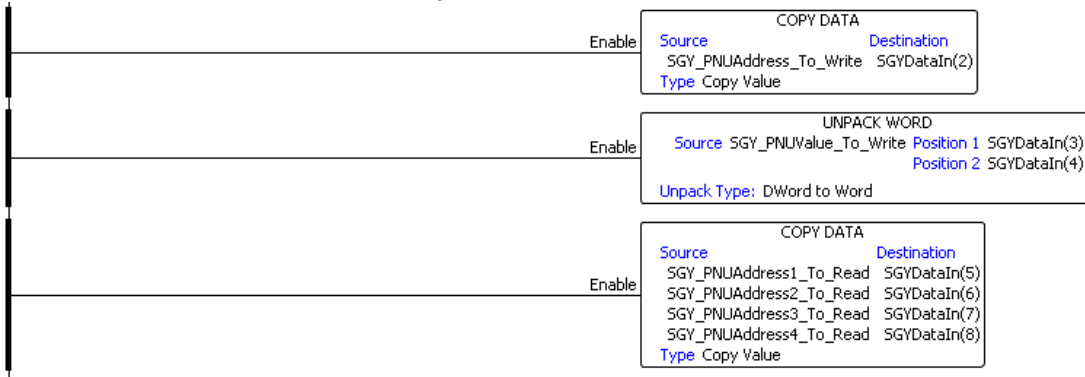 COPY DATA
Enable Source Destination
SGY_PNUAddress_To_Write SGYDataIn(2)
Type Copy Value
UNPACK WORD
Enable Source SGY_PNUValue_To_Write Position 1 SGYDataIn(3)
Position 2 SGYDataIn(4)
Unpack Type: DWord to Word
COPY DATA
Source Destination
SGY_PNUAddress1_To_Read SGYDataIn(5)
Enable SGY_PNUAddress2_To_Read SGYDataIn(6)
SGY_PNUAddress3_To_Read SGYDataIn(7)
SGY_PNUAddress4_To_Read SGYDataIn(8)
Type Copy Value